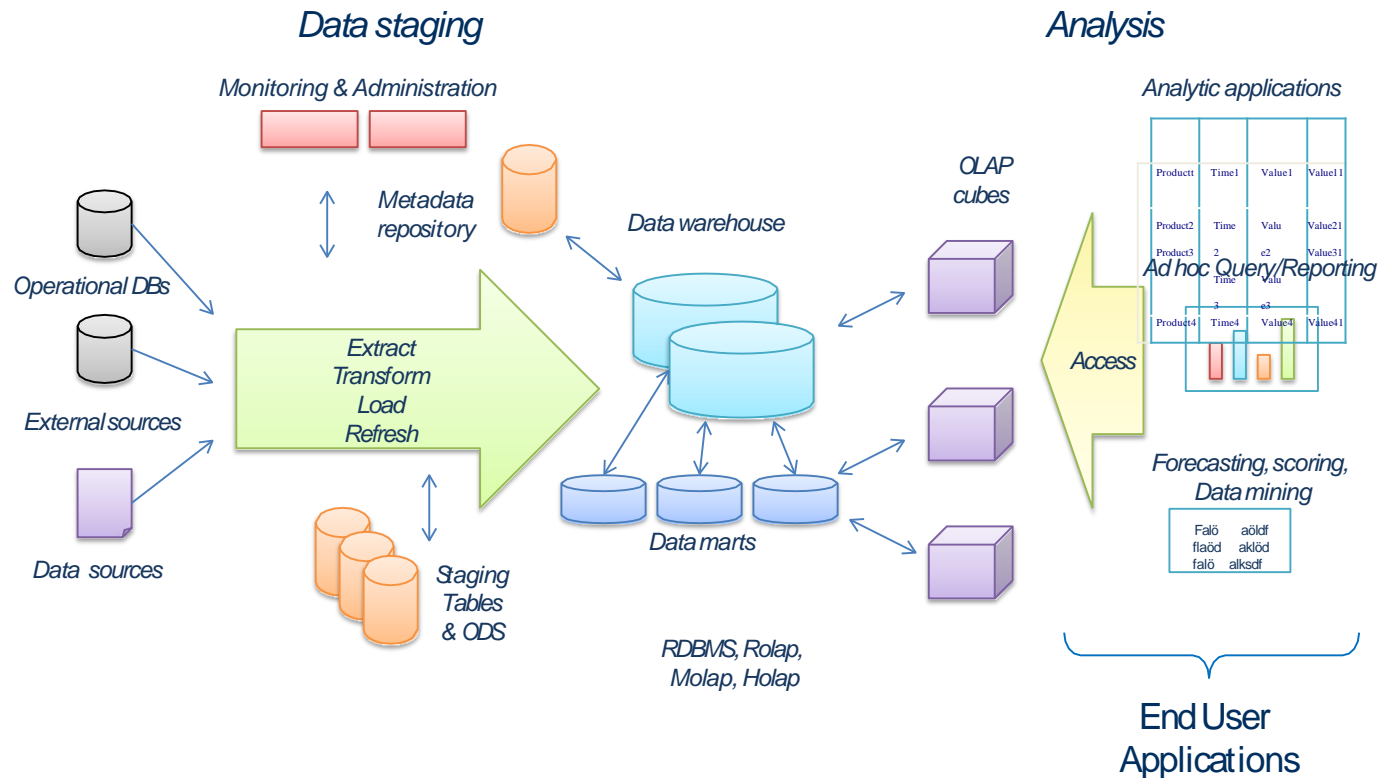 Data staging
Analysis
Monitoring & Administration
Analytic applications
OLAP
cubes
Metadata
repository
Data warehouse
Productt Time1 Value1 Value11
Product2 Time Valu Value21
Product3 2 e2 Value31
Time Valu
3 e3
Product4 Time4 Value4 Value41
Ad hoc Query/Reporting
Operational DBs
External sources
Data sources
Extract
Transform
Load
Refresh
Access
Data marts
Staging
Tables
& ODS
Forecasting, scoring,
Data mining
Falö aöldf
flaöd aklöd
falö alksdf
RDBMS, Rolap,
Molap, Holap
End User
Applications